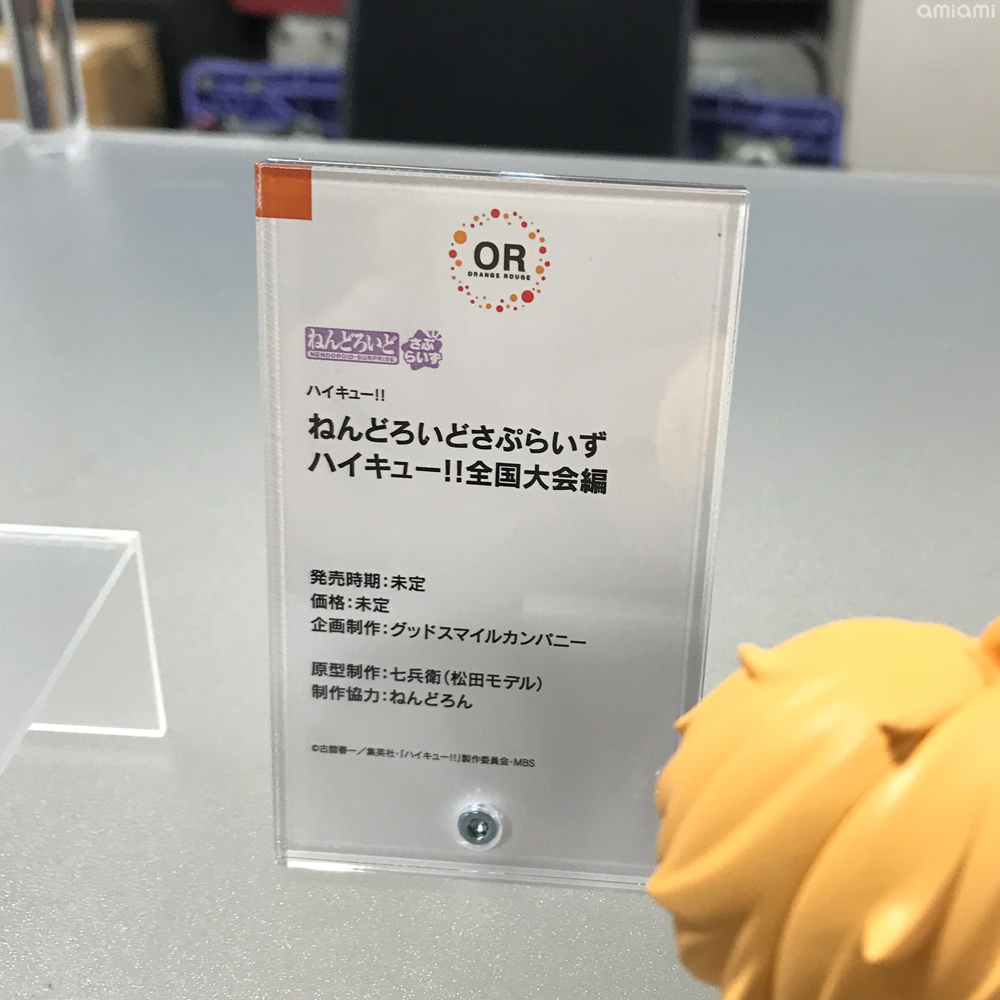 amiami
OR
ORANGE ROUGE
ねんどろいど
NENDOROID-SURPRISE
さぷ
らいず
ハイキュー!!
ねんどろいどさぷらいず
ハイキュー!!全国大会編
発売時期：未定
価格：未定
企画制作：グッドスマイルカンパニー
原型制作：七兵衛（松田モデル）
制作協力：ねんどろん
©古舘春一／集英社・「ハイキュー!!」製作委員会・MBS